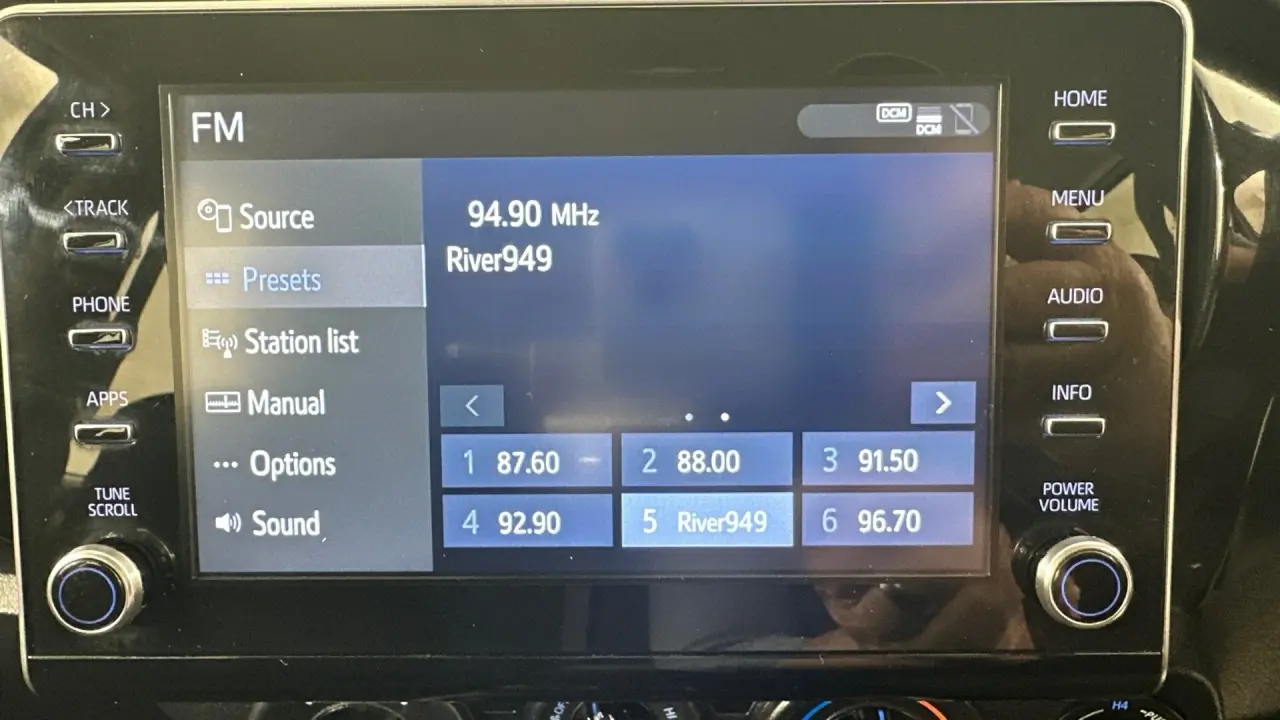 CH >
<TRACK
PHONE
APPS
TUNE
SCROLL
FM
DCM
DCM
Source
Presets
Station list
Manual
Options
Sound
94.90 MHz
River949
<
>
1 87.60
2 88.00
3 91.50
4 92.90
5 River949
6 96.70
HOME
MENU
AUDIO
INFO
POWER
VOLUME
H4